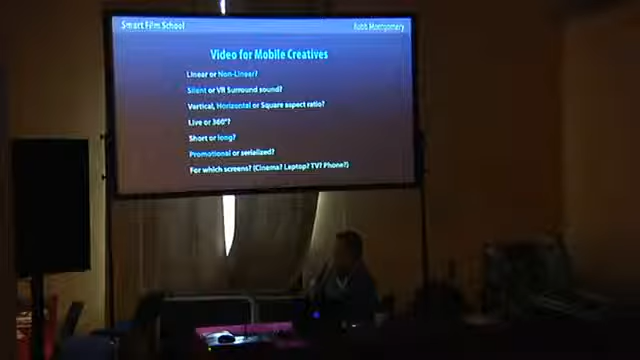 Smart Film School
Robb Montgomery
Video for Mobile Creatives
Linear or Non-Linear?
Silent or VR Surround sound?
Vertical, Horizontal or Square aspect ratio?
Live or 360°?
Short or long?
Promotional or serialized?
For which screens? (Cinema? Laptop? TV? Phone?)